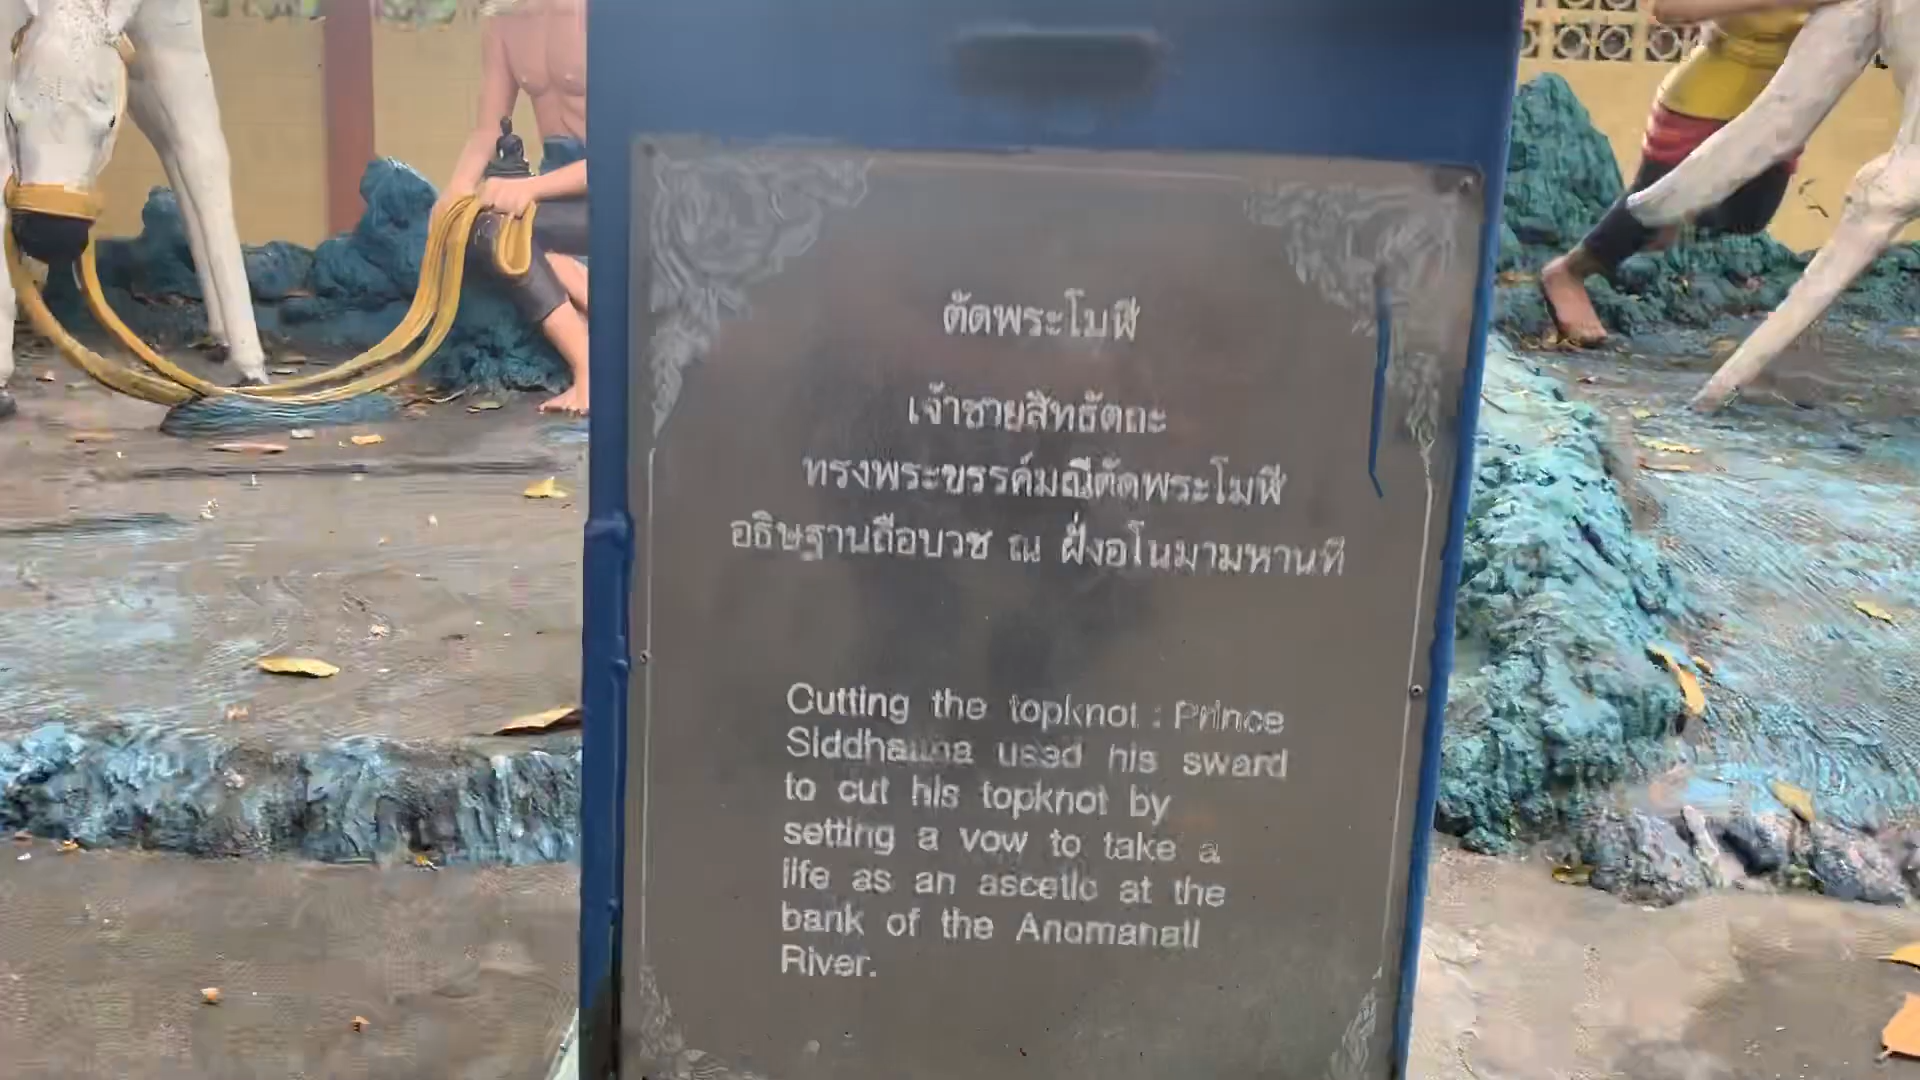 ตัดพระโมฬี
เจ้าชายสิทธัตถะ
ทรงพระขรรค์มณีตัดพระโมฬี
อธิษฐานถือบวช ณ ฝั่งอโนมามหานที
Cutting the topknot : Prince
Siddhattha used his sward
to cut his topknot by
setting a vow to take a
life as an ascetic at the
bank of the Anomanati
River.